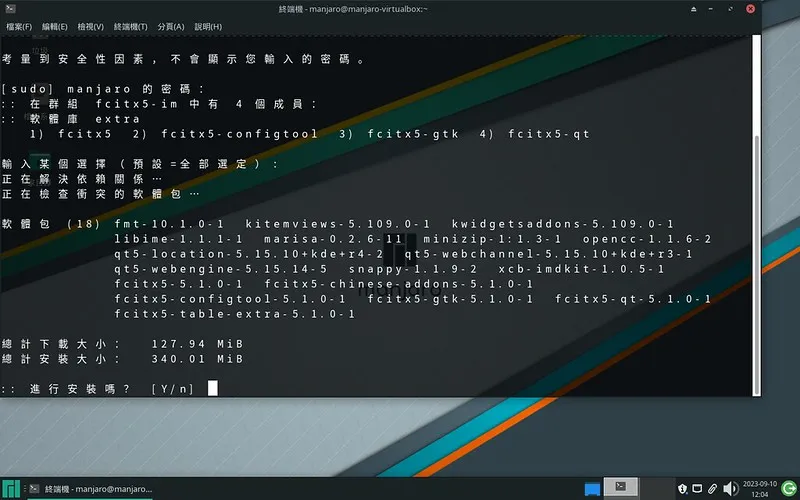 終端機 - manjaro@manjaro-virtualbox:~
檔案(F) 編輯(E) 檢視(V) 終端機(T) 分頁(A) 說明(H)
考量到安全性因素，不會顯示您輸入的密碼。
[sudo] manjaro 的密碼：
:: 在群組 fcitx5-im 中有 4 個成員：
:: 軟體庫 extra
1) fcitx5 2) fcitx5-configtool 3) fcitx5-gtk 4) fcitx5-qt
輸入某個選擇（預設=全部選定）:
正在解決依賴關係…
正在檢查衝突的軟體包…
軟體包 (18) fmt-10.1.0-1 kitemviews-5.109.0-1 kwidgetsaddons-5.109.0-1
libime-1.1.1-1 marisa-0.2.6-11 minizip-1:1.3-1 opencc-1.1.6-2
qt5-location-5.15.10+kde+r4-2 qt5-webchannel-5.15.10+kde+r3-1
qt5-webengine-5.15.14-5 snappy-1.1.9-2 xcb-imdkit-1.0.5-1
fcitx5-5.1.0-1 fcitx5-chinese-addons-5.1.0-1
fcitx5-configtool-5.1.0-1 fcitx5-gtk-5.1.0-1 fcitx5-qt-5.1.0-1
fcitx5-table-extra-5.1.0-1
總計下載大小： 127.94 MiB
總計安裝大小： 340.01 MiB
:: 進行安裝嗎？ [Y/n]
manjaro
終端機 - manjaro@manjaro...
2023-09-10
12:04